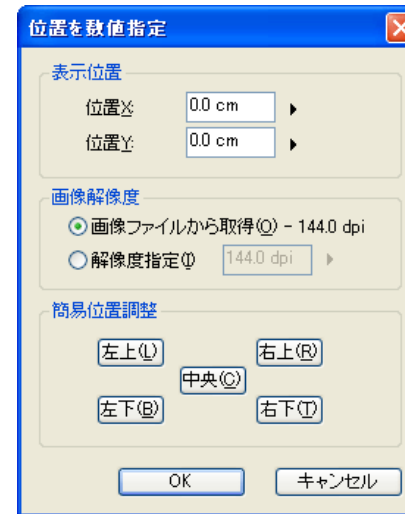 位置を数値指定
表示位置
位置X: 0.0 cm
位置Y: 0.0 cm
画像解像度
画像ファイルから取得(O) - 144.0 dpi
解像度指定(I) 144.0 dpi
簡易位置調整
左上(L) 右上(R)
中央(C)
左下(B) 右下(T)
OK キャンセル